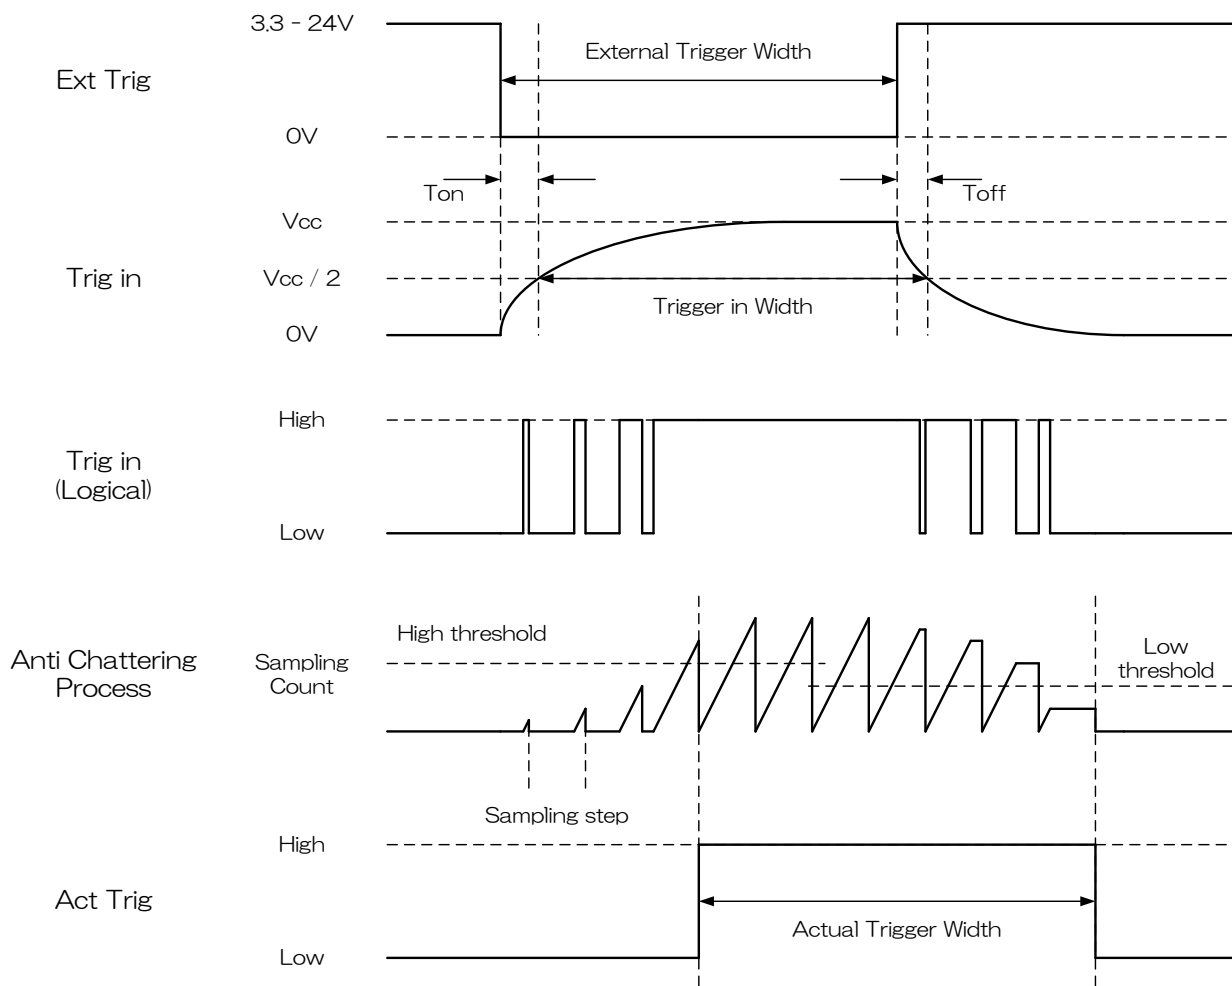 3.3 - 24V
External Trigger Width
Ext Trig
0V
Ton
Toff
Vcc
Trig in
Vcc / 2
Trigger in Width
0V
High
Trig in
(Logical)
Low
High threshold
Anti Chattering
Process
Sampling
Count
Low
threshold
Sampling step
High
Act Trig
Actual Trigger Width
Low